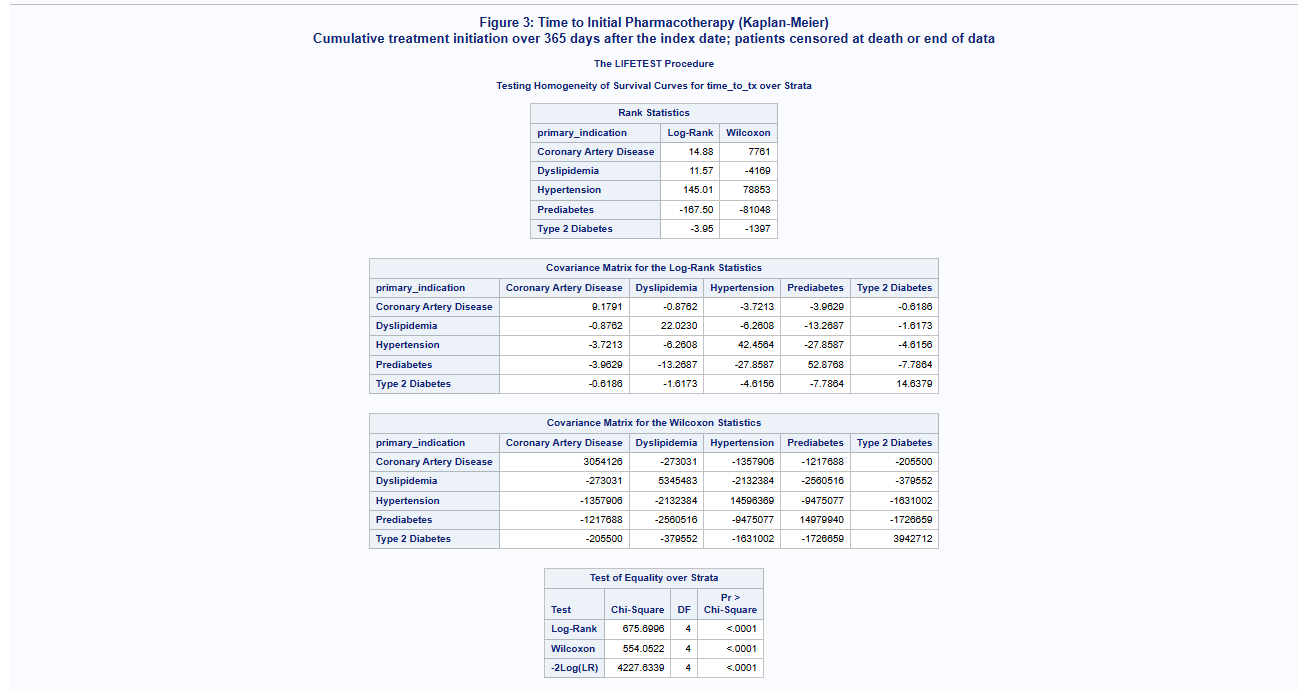 Figure 3: Time to Initial Pharmacotherapy (Kaplan-Meier)
Cumulative treatment initiation over 365 days after the index date; patients censored at death or end of data
The LIFETEST Procedure
Testing Homogeneity of Survival Curves for time_to_tx over Strata
Rank Statistics
primary_indication Log-Rank Wilcoxon
Coronary Artery Disease 14.88 7761
Dyslipidemia 11.57 -4169
Hypertension 145.01 78853
Prediabetes -167.50 -81048
Type 2 Diabetes -3.95 -1397
Covariance Matrix for the Log-Rank Statistics
primary_indication Coronary Artery Disease Dyslipidemia Hypertension Prediabetes Type 2 Diabetes
Coronary Artery Disease 9.1791 -0.8762 -3.7213 -3.9629 -0.6186
Dyslipidemia -0.8762 22.0230 -6.2608 -13.2687 -1.6173
Hypertension -3.7213 -6.2608 42.4564 -27.8587 -4.6156
Prediabetes -3.9629 -13.2687 -27.8587 52.8768 -7.7864
Type 2 Diabetes -0.6186 -1.6173 -4.6156 -7.7864 14.6379
Covariance Matrix for the Wilcoxon Statistics
primary_indication Coronary Artery Disease Dyslipidemia Hypertension Prediabetes Type 2 Diabetes
Coronary Artery Disease 3054126 -273031 -1357906 -1217688 -205500
Dyslipidemia -273031 5345483 -2132384 -2560516 -379552
Hypertension -1357906 -2132384 14596369 -9475077 -1631002
Prediabetes -1217688 -2560516 -9475077 14979940 -1726659
Type 2 Diabetes -205500 -379552 -1631002 -1726659 3942712
Test of Equality over Strata
Test Chi-Square DF Pr > Chi-Square
Log-Rank 675.6996 4 <.0001
Wilcoxon 554.0522 4 <.0001
-2Log(LR) 4227.6339 4 <.0001